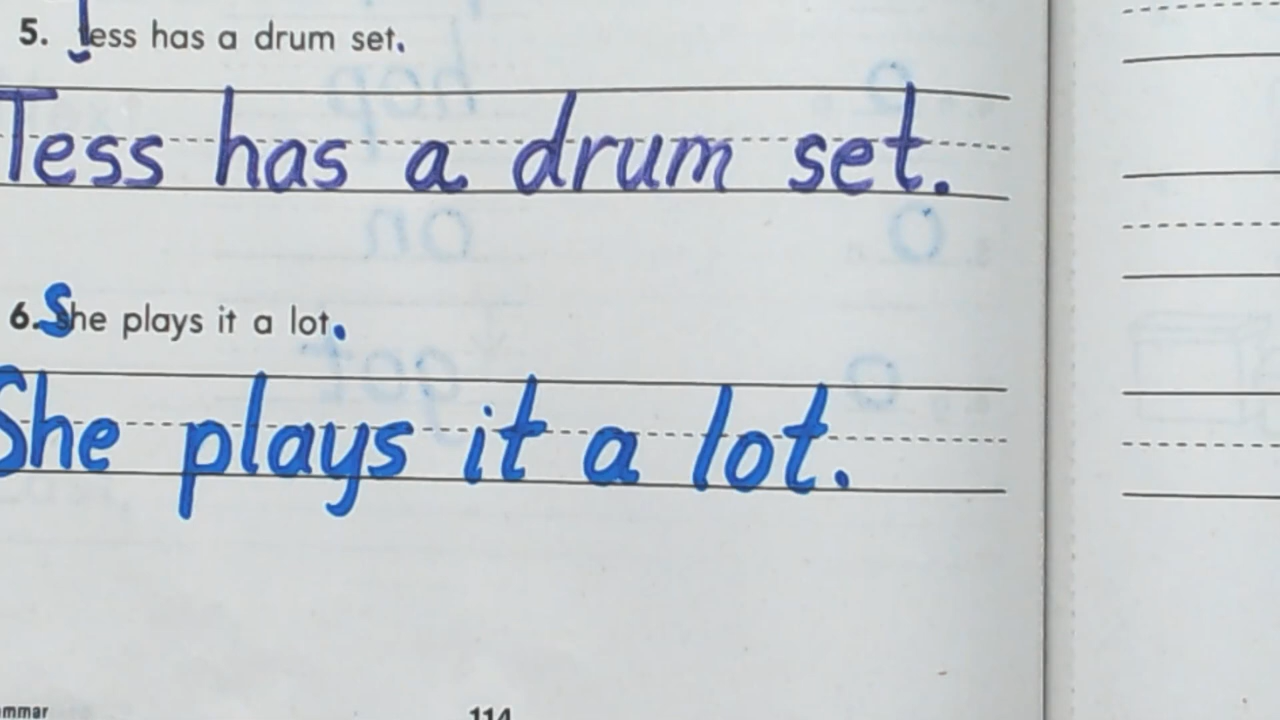 5. Tess has a drum set.
Tess has a drum set.
6. She plays it a lot.
She plays it a lot.
114